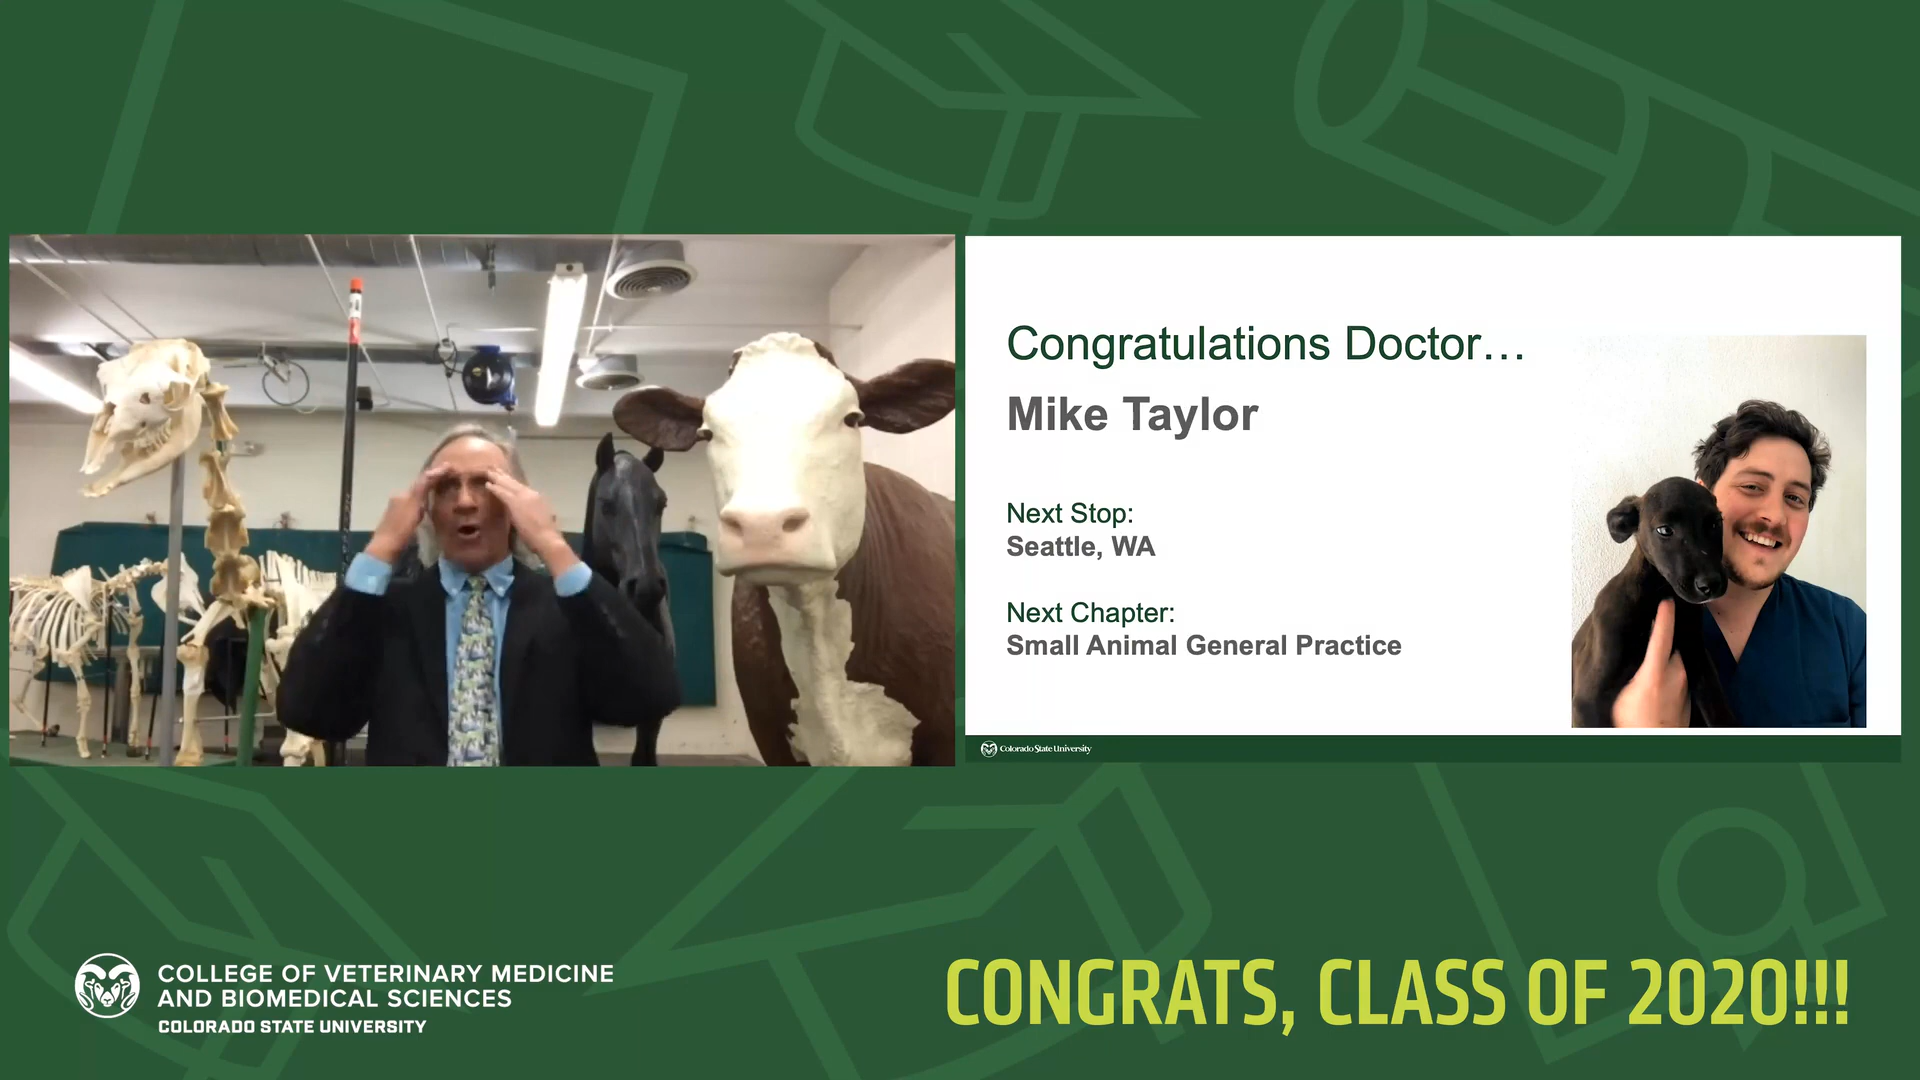 Congratulations Doctor…
Mike Taylor
Next Stop:
Seattle, WA
Next Chapter:
Small Animal General Practice
Colorado State University
COLLEGE OF VETERINARY MEDICINE
AND BIOMEDICAL SCIENCES
COLORADO STATE UNIVERSITY
CONGRATS, CLASS OF 2020!!!